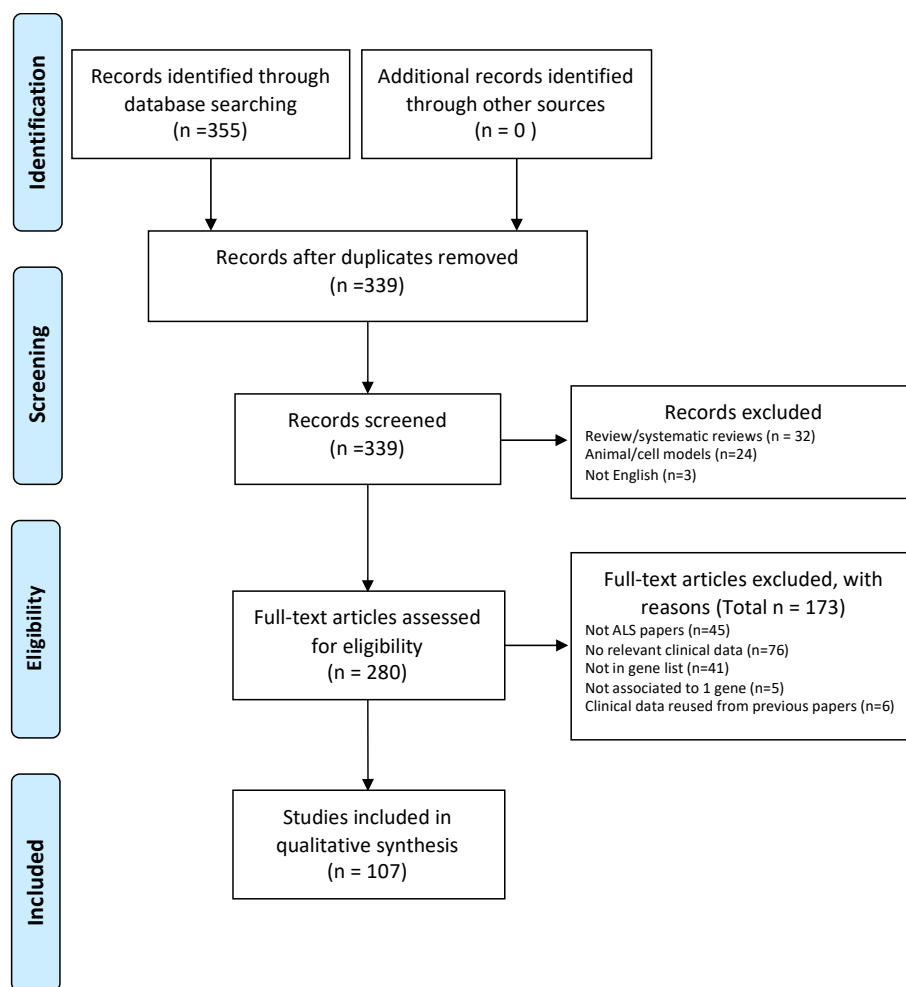 Identification
Records identified through
database searching
(n =355)
Additional records identified
through other sources
(n = 0 )
Records after duplicates removed
(n =339)
Screening
Records screened
(n =339)
Records excluded
Review/systematic reviews (n = 32)
Animal/cell models (n=24)
Not English (n=3)
Eligibility
Full-text articles assessed
for eligibility
(n = 280)
Full-text articles excluded, with
reasons (Total n = 173)
Not ALS papers (n=45)
No relevant clinical data (n=76)
Not in gene list (n=41)
Not associated to 1 gene (n=5)
Clinical data reused from previous papers (n=6)
Included
Studies included in
qualitative synthesis
(n = 107)